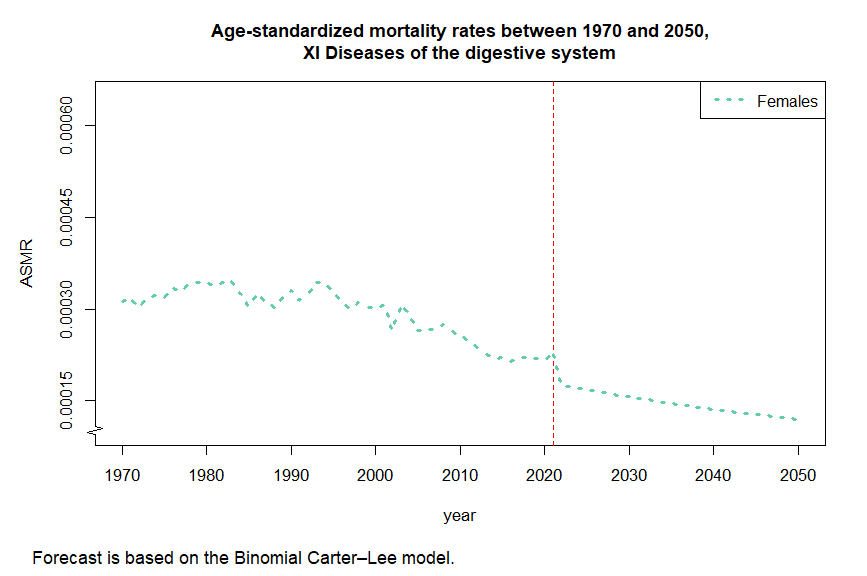 Age-standardized mortality rates between 1970 and 2050,
XI Diseases of the digestive system
Females
0.00060
0.00045
0.00030
0.00015
ASMR
1970 1980 1990 2000 2010 2020 2030 2040 2050
year
Forecast is based on the Binomial Carter–Lee model.